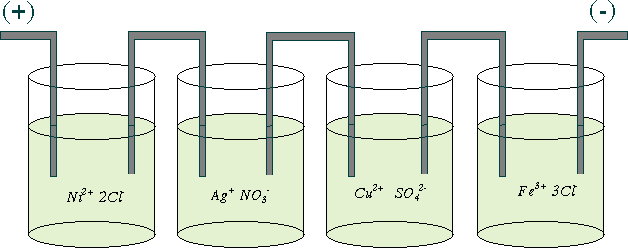 (+) (-)
Ni²⁺ 2Cl⁻ Ag⁺ NO₃⁻ Cu²⁺ SO₄²⁻ Fe³⁺ 3Cl⁻